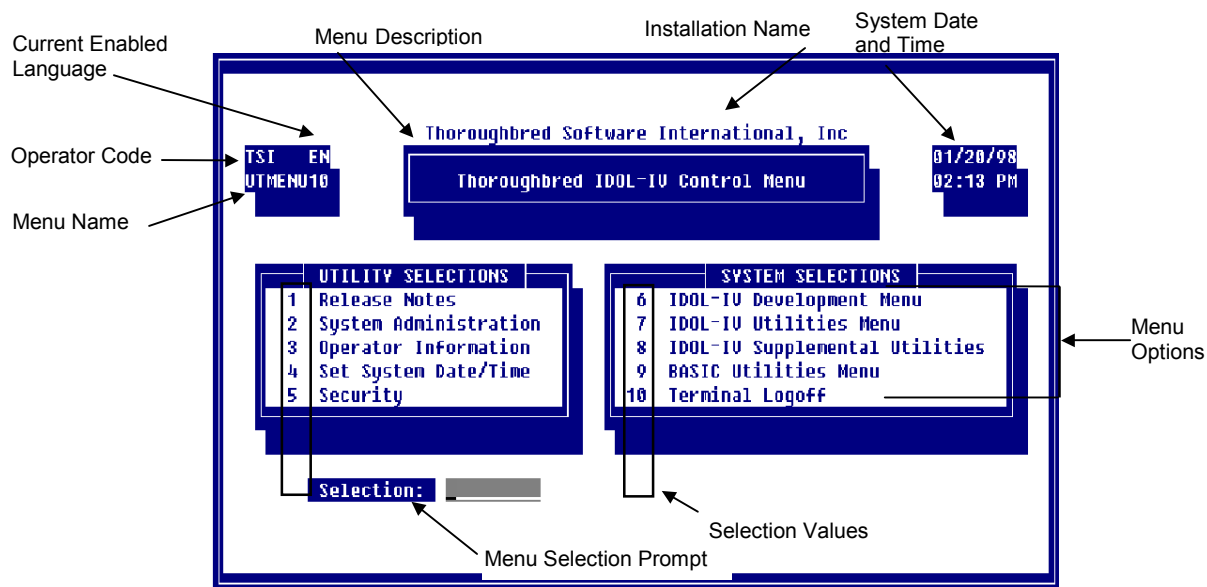 Current Enabled
Language
Menu Description
Installation Name
System Date
and Time
Thoroughbred Software International, Inc
Operator Code
TSI EN
UTMENU10
Thoroughbred IDOL-IV Control Menu
01/20/98
02:13 PM
Menu Name
UTILITY SELECTIONS
1 Release Notes
2 System Administration
3 Operator Information
4 Set System Date/Time
5 Security
SYSTEM SELECTIONS
6 IDOL-IV Development Menu
7 IDOL-IV Utilities Menu
8 IDOL-IV Supplemental Utilities
9 BASIC Utilities Menu
10 Terminal Logoff
Menu
Options
Selection:
Selection Values
Menu Selection Prompt